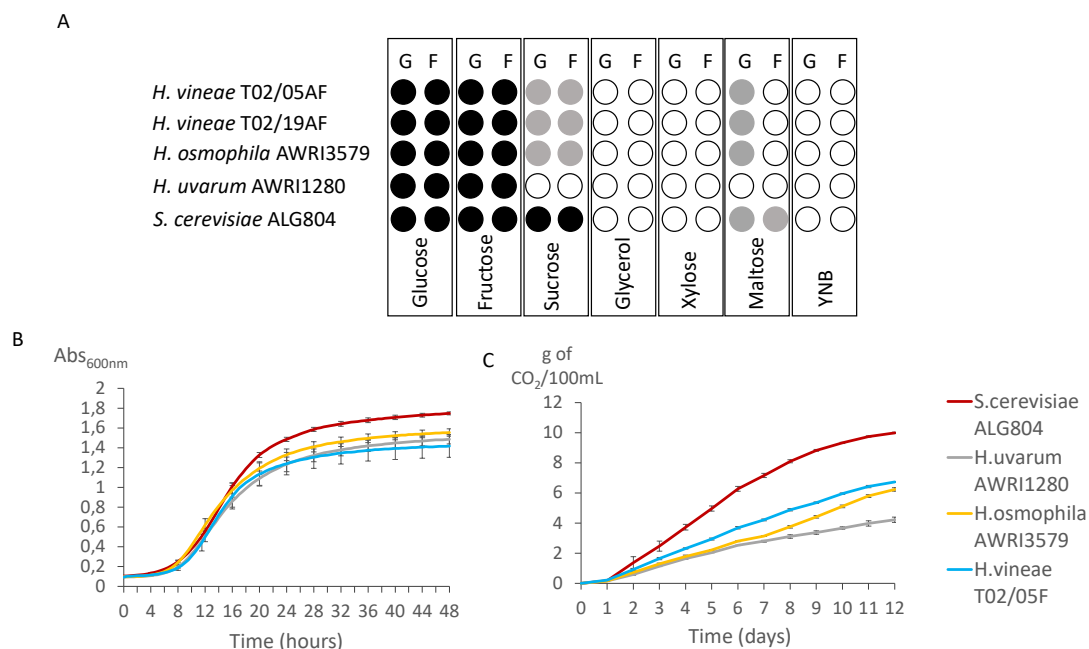 A
G F G F G F G F G F G F G F
H. vineae T02/05AF
H. vineae T02/19AF
H. osmophila AWRI3579
H. uvarum AWRI1280
S. cerevisiae ALG804
Glucose
Fructose
Sucrose
Glycerol
Xylose
Maltose
YNB
B
Abs600nm
2
1,8
1,6
1,4
1,2
1
0,8
0,6
0,4
0,2
0
0 4 8 12 16 20 24 28 32 36 40 44 48
Time (hours)
C
g of
CO2/100mL
12
10
8
6
4
2
0
0 1 2 3 4 5 6 7 8 9 10 11 12
Time (days)
S.cerevisiae
ALG804
H.uvarum
AWRI1280
H.osmophila
AWRI3579
H.vineae
T02/05F